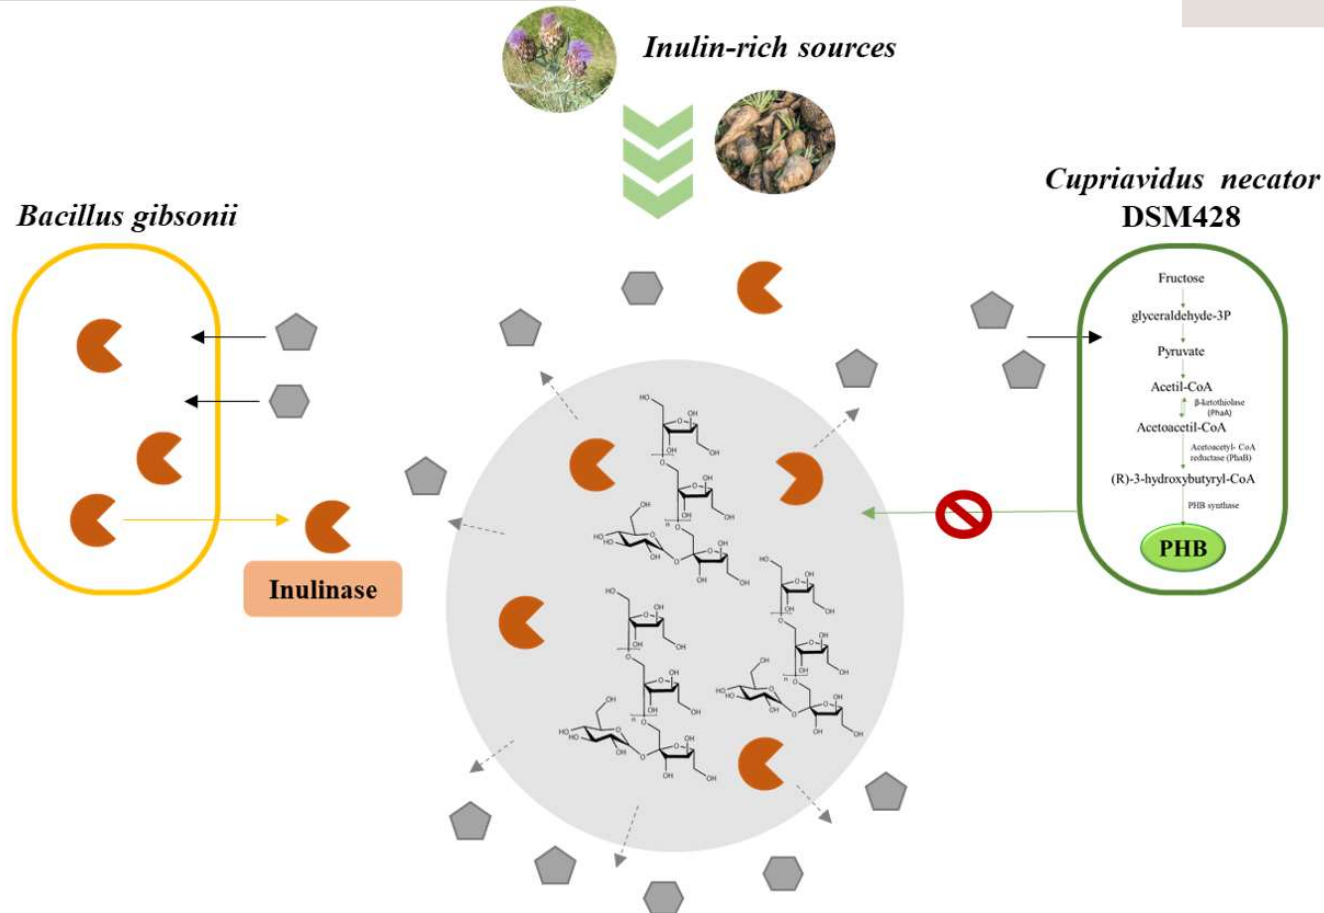 Inulin-rich sources
Bacillus gibsonii
Inulinase
Cupriavidus necator
DSM428
Fructose
glyceraldehyde-3P
Pyruvate
Acetil-CoA
β-ketothiolase
(PhaA)
Acetoacetil-CoA
Acetoacetyl- CoA
reductase (PhaB)
(R)-3-hydroxybutyryl-CoA
PHB synthase
PHB